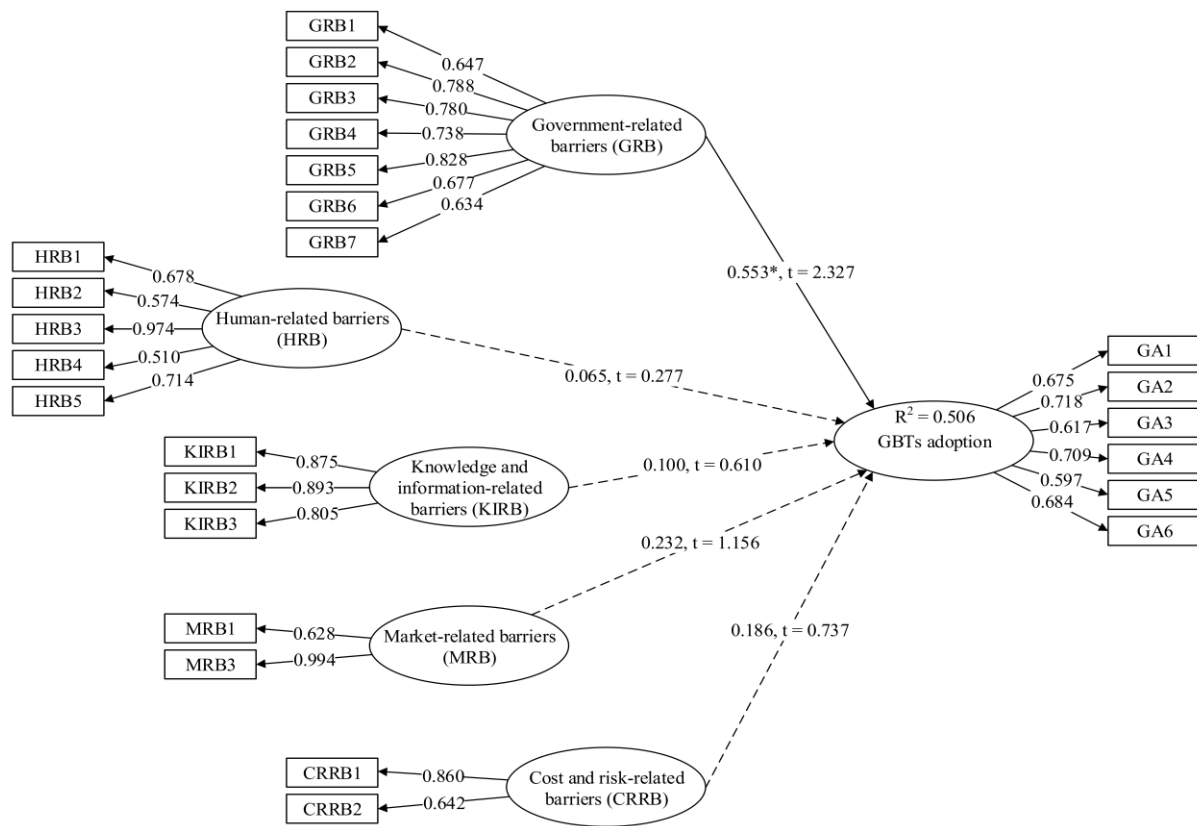 GRB1
GRB2
GRB3
GRB4
GRB5
GRB6
GRB7
0.647
0.788
0.780
0.738
0.828
0.677
0.634
Government-related
barriers (GRB)
0.553*, t = 2.327
HRB1
HRB2
HRB3
HRB4
HRB5
0.678
0.574
0.974
0.510
0.714
Human-related barriers
(HRB)
0.065, t = 0.277
KIRB1
KIRB2
KIRB3
0.875
0.893
0.805
Knowledge and
information-related
barriers (KIRB)
0.100, t = 0.610
MRB1
MRB3
0.628
0.994
Market-related barriers
(MRB)
0.232, t = 1.156
CRRB1
CRRB2
0.860
0.642
Cost and risk-related
barriers (CRRB)
0.186, t = 0.737
R² = 0.506
GBTs adoption
0.675
0.718
0.617
0.709
0.597
0.684
GA1
GA2
GA3
GA4
GA5
GA6